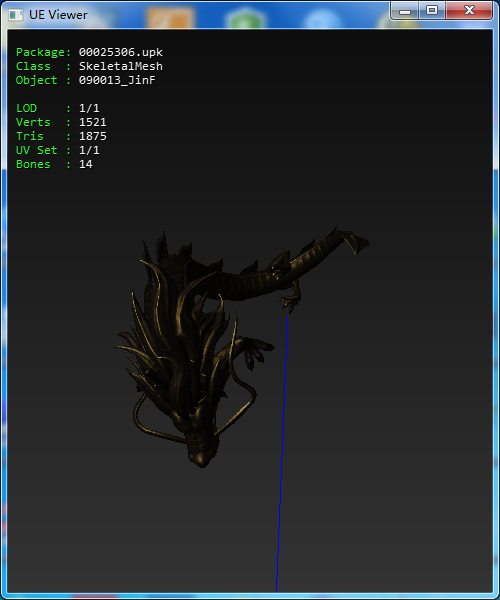 UE Viewer
Package: 00025306.upk
Class : SkeletalMesh
Object : 090013_JinF
LOD : 1/1
Verts : 1521
Tris : 1875
UV Set : 1/1
Bones : 14